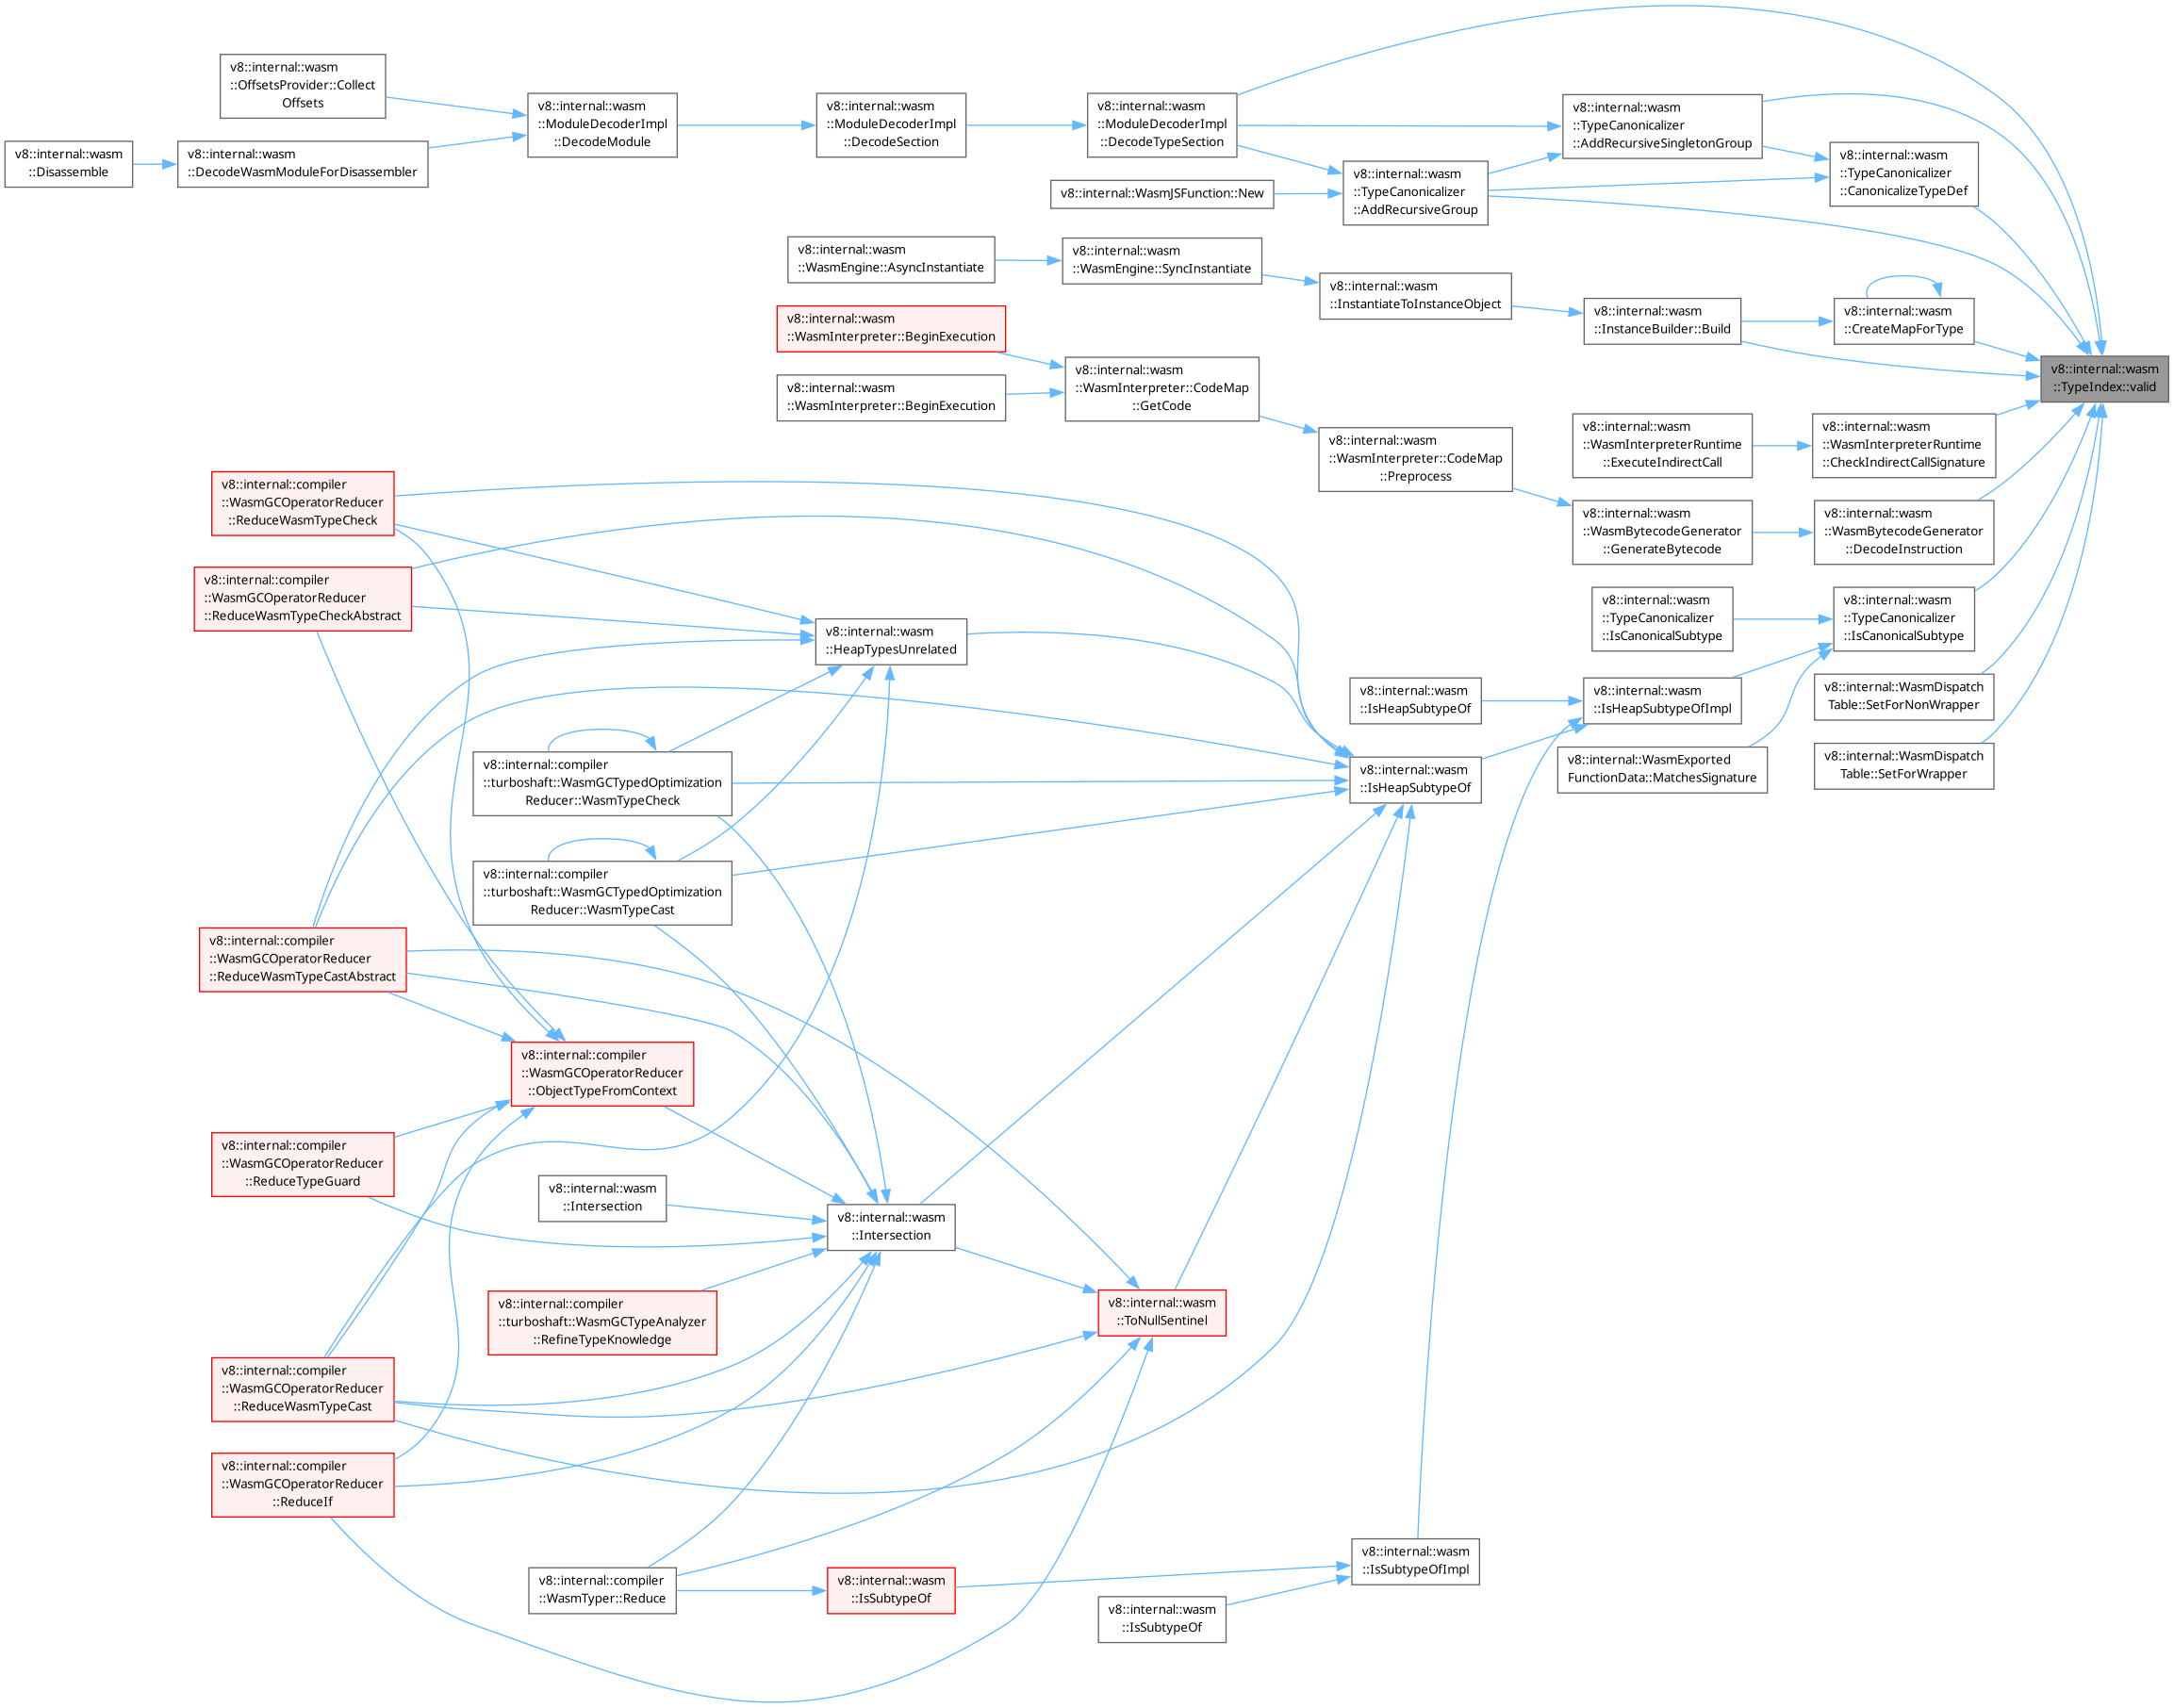 v8::internal::wasm
::TypeIndex::valid
v8::internal::wasm
::ModuleDecoderImpl
::DecodeTypeSection
v8::internal::wasm
::ModuleDecoderImpl
::DecodeSection
v8::internal::wasm
::ModuleDecoderImpl
::DecodeModule
v8::internal::wasm
::OffsetsProvider::Collect
Offsets
v8::internal::wasm
::DecodeWasmModuleForDisassembler
v8::internal::wasm
::Disassemble
v8::internal::wasm
::TypeCanonicalizer
::AddRecursiveSingletonGroup
v8::internal::wasm
::TypeCanonicalizer
::AddRecursiveGroup
v8::internal::WasmJSFunction::New
v8::internal::wasm
::TypeCanonicalizer
::CanonicalizeTypeDef
v8::internal::wasm
::CreateMapForType
v8::internal::wasm
::InstanceBuilder::Build
v8::internal::wasm
::InstantiateToInstanceObject
v8::internal::wasm
::WasmEngine::SyncInstantiate
v8::internal::wasm
::WasmEngine::AsyncInstantiate
v8::internal::wasm
::WasmInterpreterRuntime
::CheckIndirectCallSignature
v8::internal::wasm
::WasmInterpreterRuntime
::ExecuteIndirectCall
v8::internal::wasm
::WasmBytecodeGenerator
::DecodeInstruction
v8::internal::wasm
::WasmBytecodeGenerator
::GenerateBytecode
v8::internal::wasm
::WasmInterpreter::CodeMap
::Preprocess
v8::internal::wasm
::WasmInterpreter::CodeMap
::GetCode
v8::internal::wasm
::WasmInterpreter::BeginExecution
v8::internal::wasm
::WasmInterpreter::BeginExecution
v8::internal::wasm
::TypeCanonicalizer
::IsCanonicalSubtype
v8::internal::wasm
::TypeCanonicalizer
::IsCanonicalSubtype
v8::internal::wasm
::IsHeapSubtypeOfImpl
v8::internal::WasmExported
FunctionData::MatchesSignature
v8::internal::WasmDispatch
Table::SetForNonWrapper
v8::internal::WasmDispatch
Table::SetForWrapper
v8::internal::wasm
::IsHeapSubtypeOf
v8::internal::wasm
::IsHeapSubtypeOf
v8::internal::wasm
::HeapTypesUnrelated
v8::internal::compiler
::WasmGCOperatorReducer
::ReduceWasmTypeCheck
v8::internal::compiler
::WasmGCOperatorReducer
::ReduceWasmTypeCheckAbstract
v8::internal::compiler
::turboshaft::WasmGCTypedOptimization
Reducer::WasmTypeCheck
v8::internal::compiler
::turboshaft::WasmGCTypedOptimization
Reducer::WasmTypeCast
v8::internal::compiler
::WasmGCOperatorReducer
::ReduceWasmTypeCastAbstract
v8::internal::compiler
::WasmGCOperatorReducer
::ObjectTypeFromContext
v8::internal::compiler
::WasmGCOperatorReducer
::ReduceTypeGuard
v8::internal::wasm
::Intersection
v8::internal::wasm
::Intersection
v8::internal::compiler
::turboshaft::WasmGCTypeAnalyzer
::RefineTypeKnowledge
v8::internal::wasm
::ToNullSentinel
v8::internal::compiler
::WasmGCOperatorReducer
::ReduceWasmTypeCast
v8::internal::compiler
::WasmGCOperatorReducer
::ReduceIf
v8::internal::compiler
::WasmTyper::Reduce
v8::internal::wasm
::IsSubtypeOf
v8::internal::wasm
::IsSubtypeOfImpl
v8::internal::wasm
::IsSubtypeOf